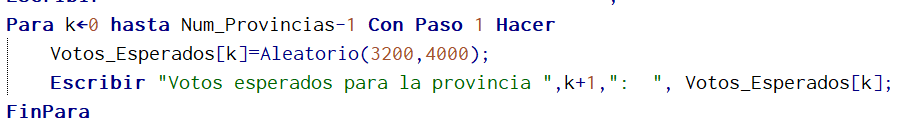 Para k←0 hasta Num_Provincias-1 Con Paso 1 Hacer
Votos_Esperados[k]=Aleatorio(3200,4000);
Escribir "Votos esperados para la provincia ",k+1,":  ", Votos_Esperados[k];
FinPara